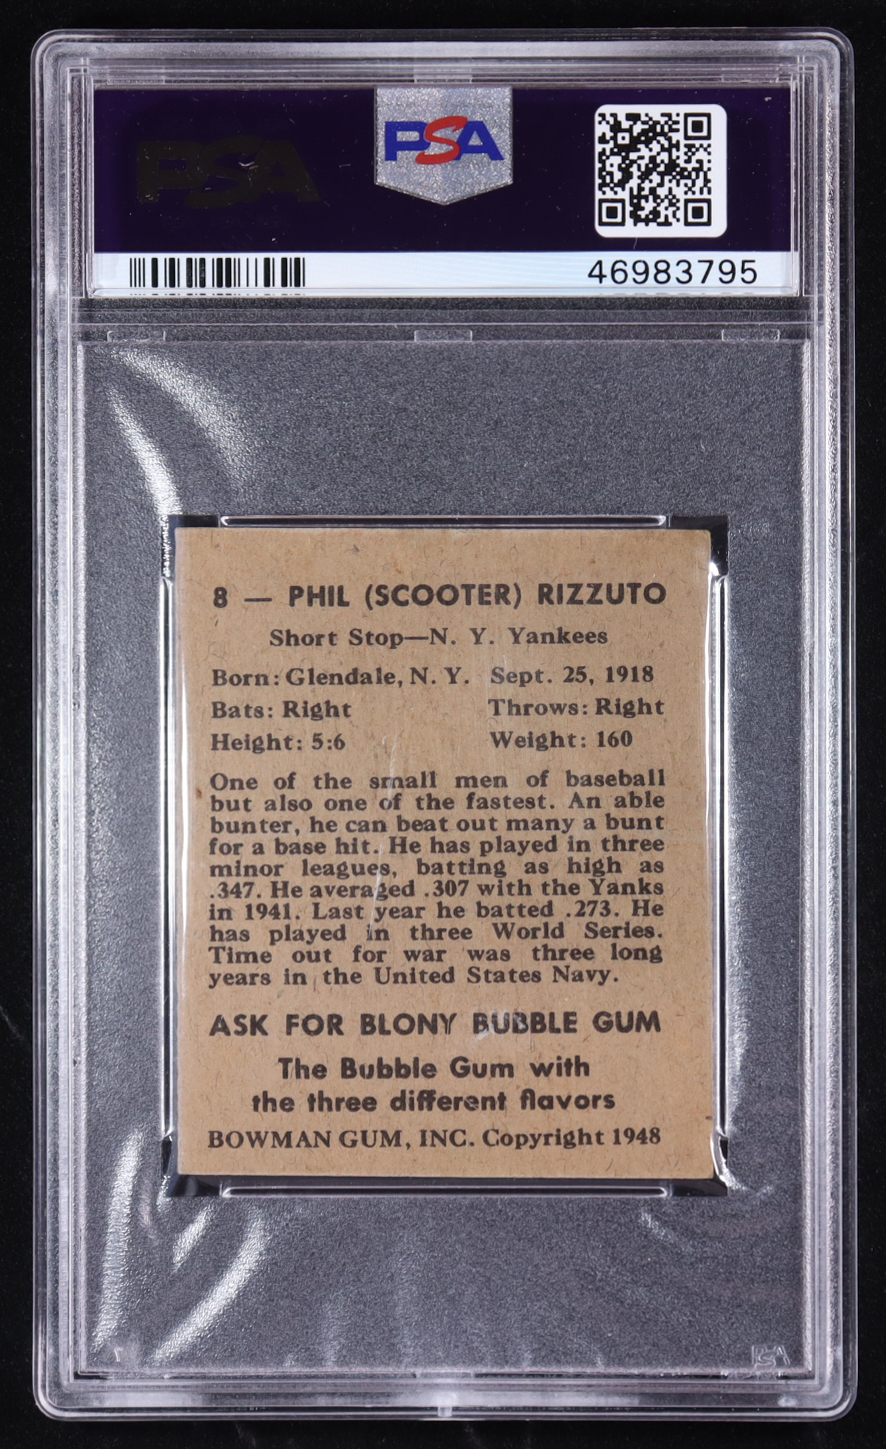 PSA
PSA
46983795
8 — PHIL (SCOOTER) RIZZUTO
Short Stop—N. Y. Yankees
Born: Glendale, N. Y. Sept. 25, 1918
Bats: Right Throws: Right
Height: 5:6 Weight: 160
One of the small men of baseball
but also one of the fastest. An able
bunter, he can beat out many a bunt
for a base hit. He has played in three
minor leagues, batting as high as
.347. He averaged .307 with the Yanks
in 1941. Last year he batted .273. He
has played in three World Series.
Time out for war was three long
years in the United States Navy.
ASK FOR BLONY BUBBLE GUM
The Bubble Gum with
the three different flavors
BOWMAN GUM, INC. Copyright 1948
PSA